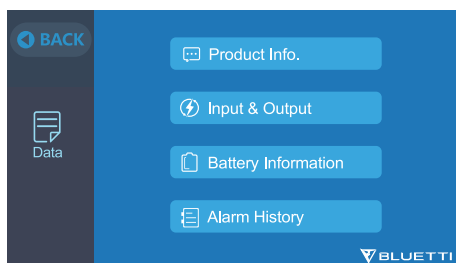 BACK
Data
Product Info.
Input & Output
Battery Information
Alarm History
BLUETTI